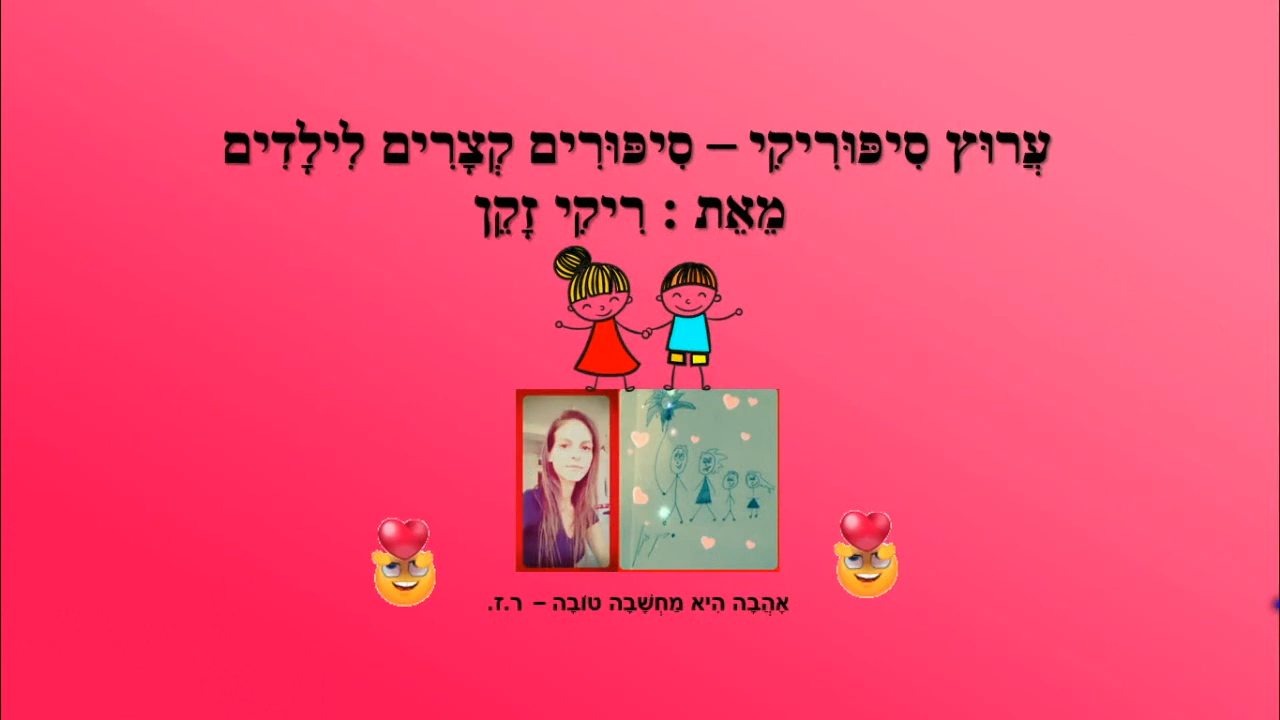 עֲרוּץ סִיפּוּרִיקִי – סִיפּוּרִים קְצָרִים לִילָדִים
מֵאֵת : רִיקִי זָקֵן
אַהֲבָה הִיא מַחְשָׁבָה טוֹבָה – ר.ז.